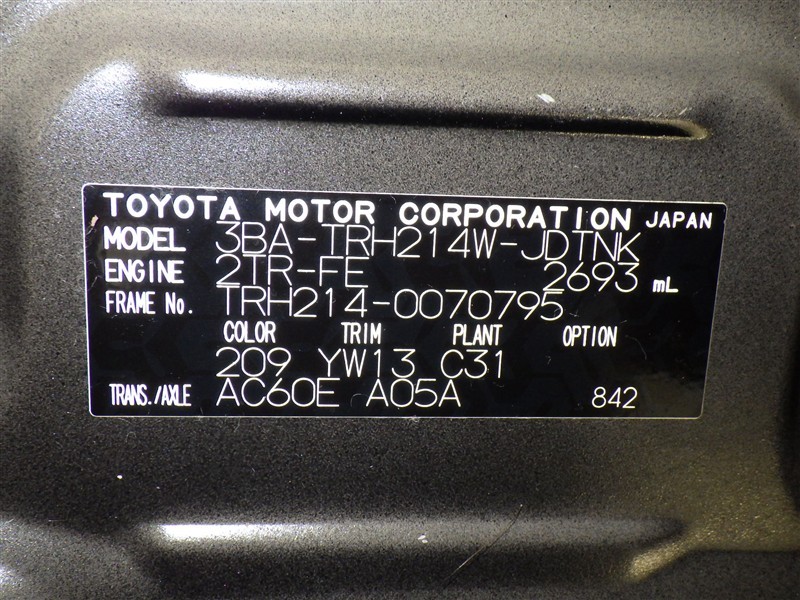 TOYOTA MOTOR CORPORATION JAPAN
MODEL 3BA-TRH214W-JDTNK
ENGINE 2TR-FE 2693 mL
FRAME No. TRH214-0070795
COLOR TRIM PLANT OPTION
209 YW13 C31
TRANS./AXLE AC60E A05A 842